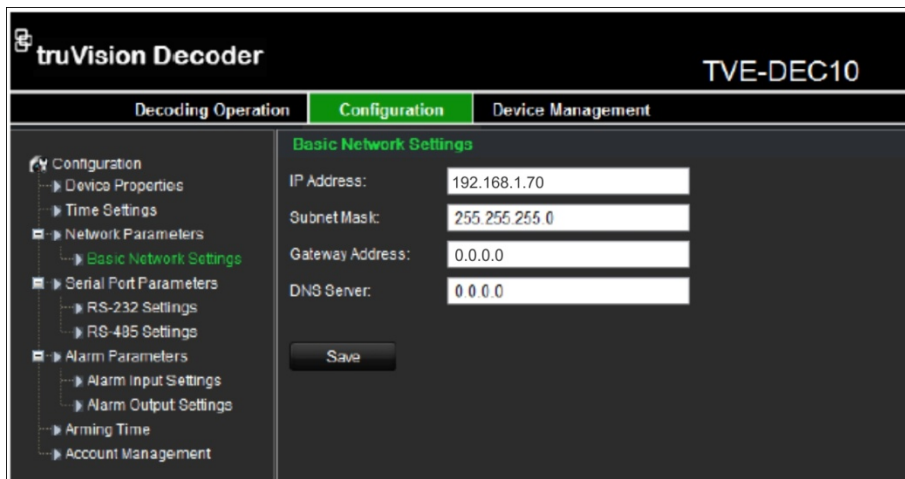 truVision Decoder
TVE-DEC10
Decoding Operation Configuration Device Management
Configuration
Device Properties
Time Settings
Network Parameters
Basic Network Settings
Serial Port Parameters
RS-232 Settings
RS-485 Settings
Alarm Parameters
Alarm Input Settings
Alarm Output Settings
Arming Time
Account Management
Basic Network Settings
IP Address: 192.168.1.70
Subnet Mask: 255.255.255.0
Gateway Address: 0.0.0.0
DNS Server: 0.0.0.0
Save